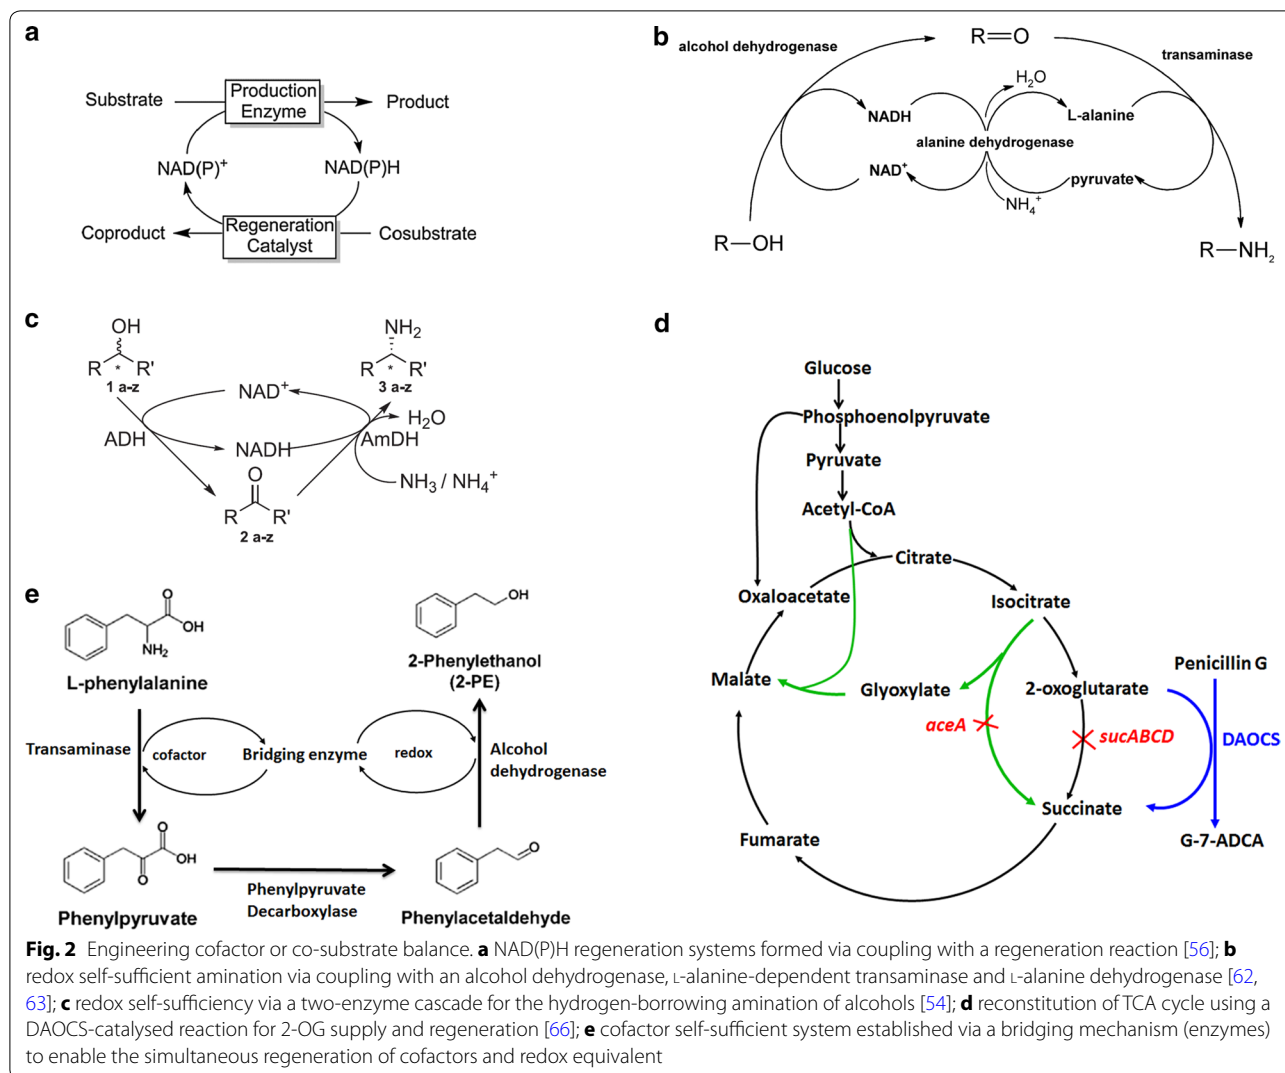 a
Substrate
Production
Enzyme
Product
NAD(P)+
NAD(P)H
Coproduct
Regeneration
Catalyst
Cosubstrate
b
alcohol dehydrogenase
R=O
transaminase
H2O
NADH
L-alanine
alanine dehydrogenase
NAD+
pyruvate
NH4+
R—OH
R—NH2
c
OH
R * R'
1 a-z
NH2
R * R'
3 a-z
NAD+
H2O
ADH
NADH
AmDH
O
NH3 / NH4+
R R'
2 a-z
d
Glucose
Phosphoenolpyruvate
Pyruvate
Acetyl-CoA
Citrate
Oxaloacetate
Isocitrate
Malate
Glyoxylate
2-oxoglutarate
Penicillin G
aceA
sucABCD
DAOCS
Succinate
Fumarate
G-7-ADCA
e
O
OH
NH2
L-phenylalanine
OH
2-Phenylethanol
(2-PE)
Transaminase
cofactor
Bridging enzyme
redox
Alcohol
dehydrogenase
O
OH
O
Phenylpyruvate
Phenylpyruvate
Decarboxylase
O
Phenylacetaldehyde
Fig. 2 Engineering cofactor or co-substrate balance. a NAD(P)H regeneration systems formed via coupling with a regeneration reaction [56]; b
redox self-sufficient amination via coupling with an alcohol dehydrogenase, L-alanine-dependent transaminase and L-alanine dehydrogenase [62,
63]; c redox self-sufficiency via a two-enzyme cascade for the hydrogen-borrowing amination of alcohols [54]; d reconstitution of TCA cycle using a
DAOCS-catalysed reaction for 2-OG supply and regeneration [66]; e cofactor self-sufficient system established via a bridging mechanism (enzymes)
to enable the simultaneous regeneration of cofactors and redox equivalent